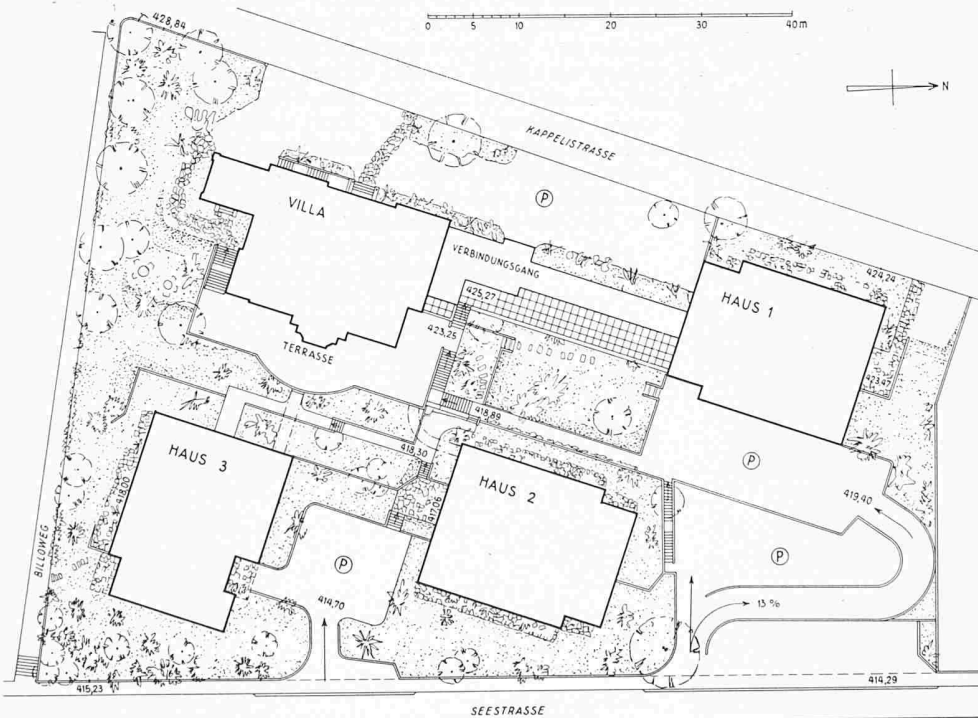 428,84
0 5 10 20 30 40 m
N
KAPPELISTRASSE
P
VILLA
VERBINDUNGSGANG
425,27
424,24
HAUS 1
423,25
TERRASSE
423,47
418,89
418,30
HAUS 3
418,00
HAUS 2
417,06
P
419,40
P
P
BILLOWEG
414,70
13 %
415,23
414,29
SEESTRASSE